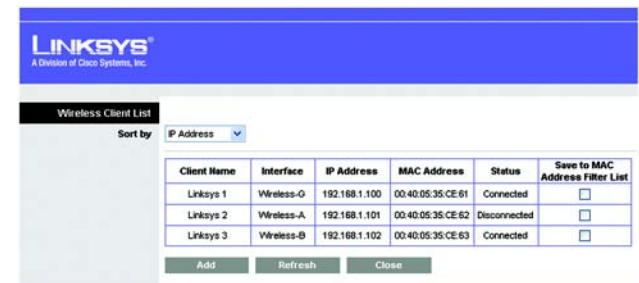 LINKSYS®
A Division of Cisco Systems, Inc.
Wireless Client List
Sort by IP Address
Client Name Interface IP Address MAC Address Status Save to MAC Address Filter List
Linksys 1 Wireless-G 192.168.1.100 00:40:05:35:CE:61 Connected
Linksys 2 Wireless-A 192.168.1.101 00:40:05:35:CE:62 Disconnected
Linksys 3 Wireless-B 192.168.1.102 00:40:05:35:CE:63 Connected
Add Refresh Close